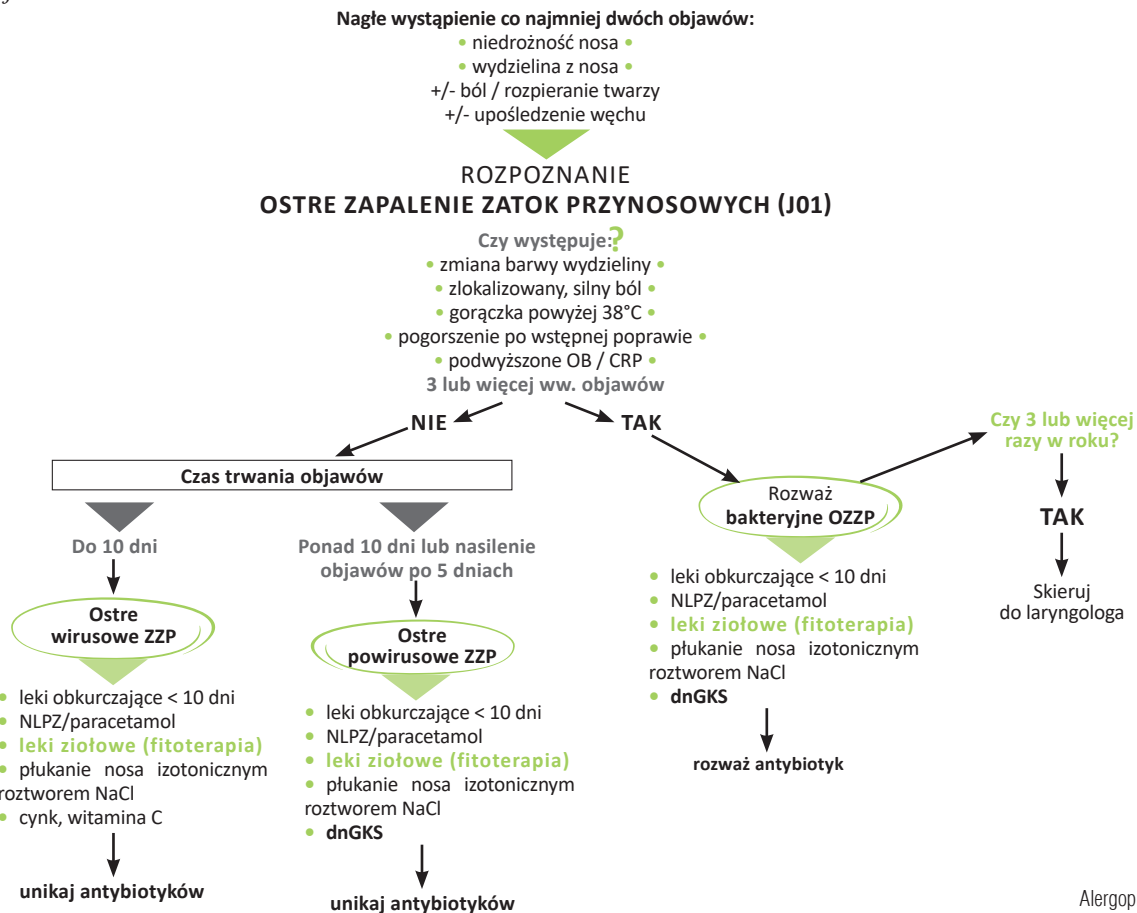 Nagłe wystąpienie co najmniej dwóch objawów:
• niedrożność nosa •
• wydzielina z nosa •
+/- ból / rozpieranie twarzy
+/- upośledzenie węchu
ROZPOZNANIE
OSTRE ZAPALENIE ZATOK PRZYNOSOWYCH (J01)
Czy występuje:?
• zmiana barwy wydzieliny •
• zlokalizowany, silny ból •
• gorączka powyżej 38°C •
• pogorszenie po wstępnej poprawie •
• podwyższone OB / CRP •
3 lub więcej ww. objawów
NIE
TAK
Czas trwania objawów
Do 10 dni
Ostre
wirusowe ZZP
• leki obkurczające < 10 dni
• NLPZ/paracetamol
• leki ziołowe (fitoterapia)
• płukanie nosa izotonicznym
roztworem NaCl
• cynk, witamina C
unikaj antybiotyków
Ponad 10 dni lub nasilenie
objawów po 5 dniach
Ostre
powirusowe ZZP
• leki obkurczające < 10 dni
• NLPZ/paracetamol
• leki ziołowe (fitoterapia)
• płukanie nosa izotonicznym
roztworem NaCl
• dnGKS
unikaj antybiotyków
Rozważ
bakteryjne OZZP
• leki obkurczające < 10 dni
• NLPZ/paracetamol
• leki ziołowe (fitoterapia)
• płukanie nosa izotonicznym
roztworem NaCl
• dnGKS
rozważ antybiotyk
Czy 3 lub więcej
razy w roku?
TAK
Skieruj
do laryngologa
Alergop